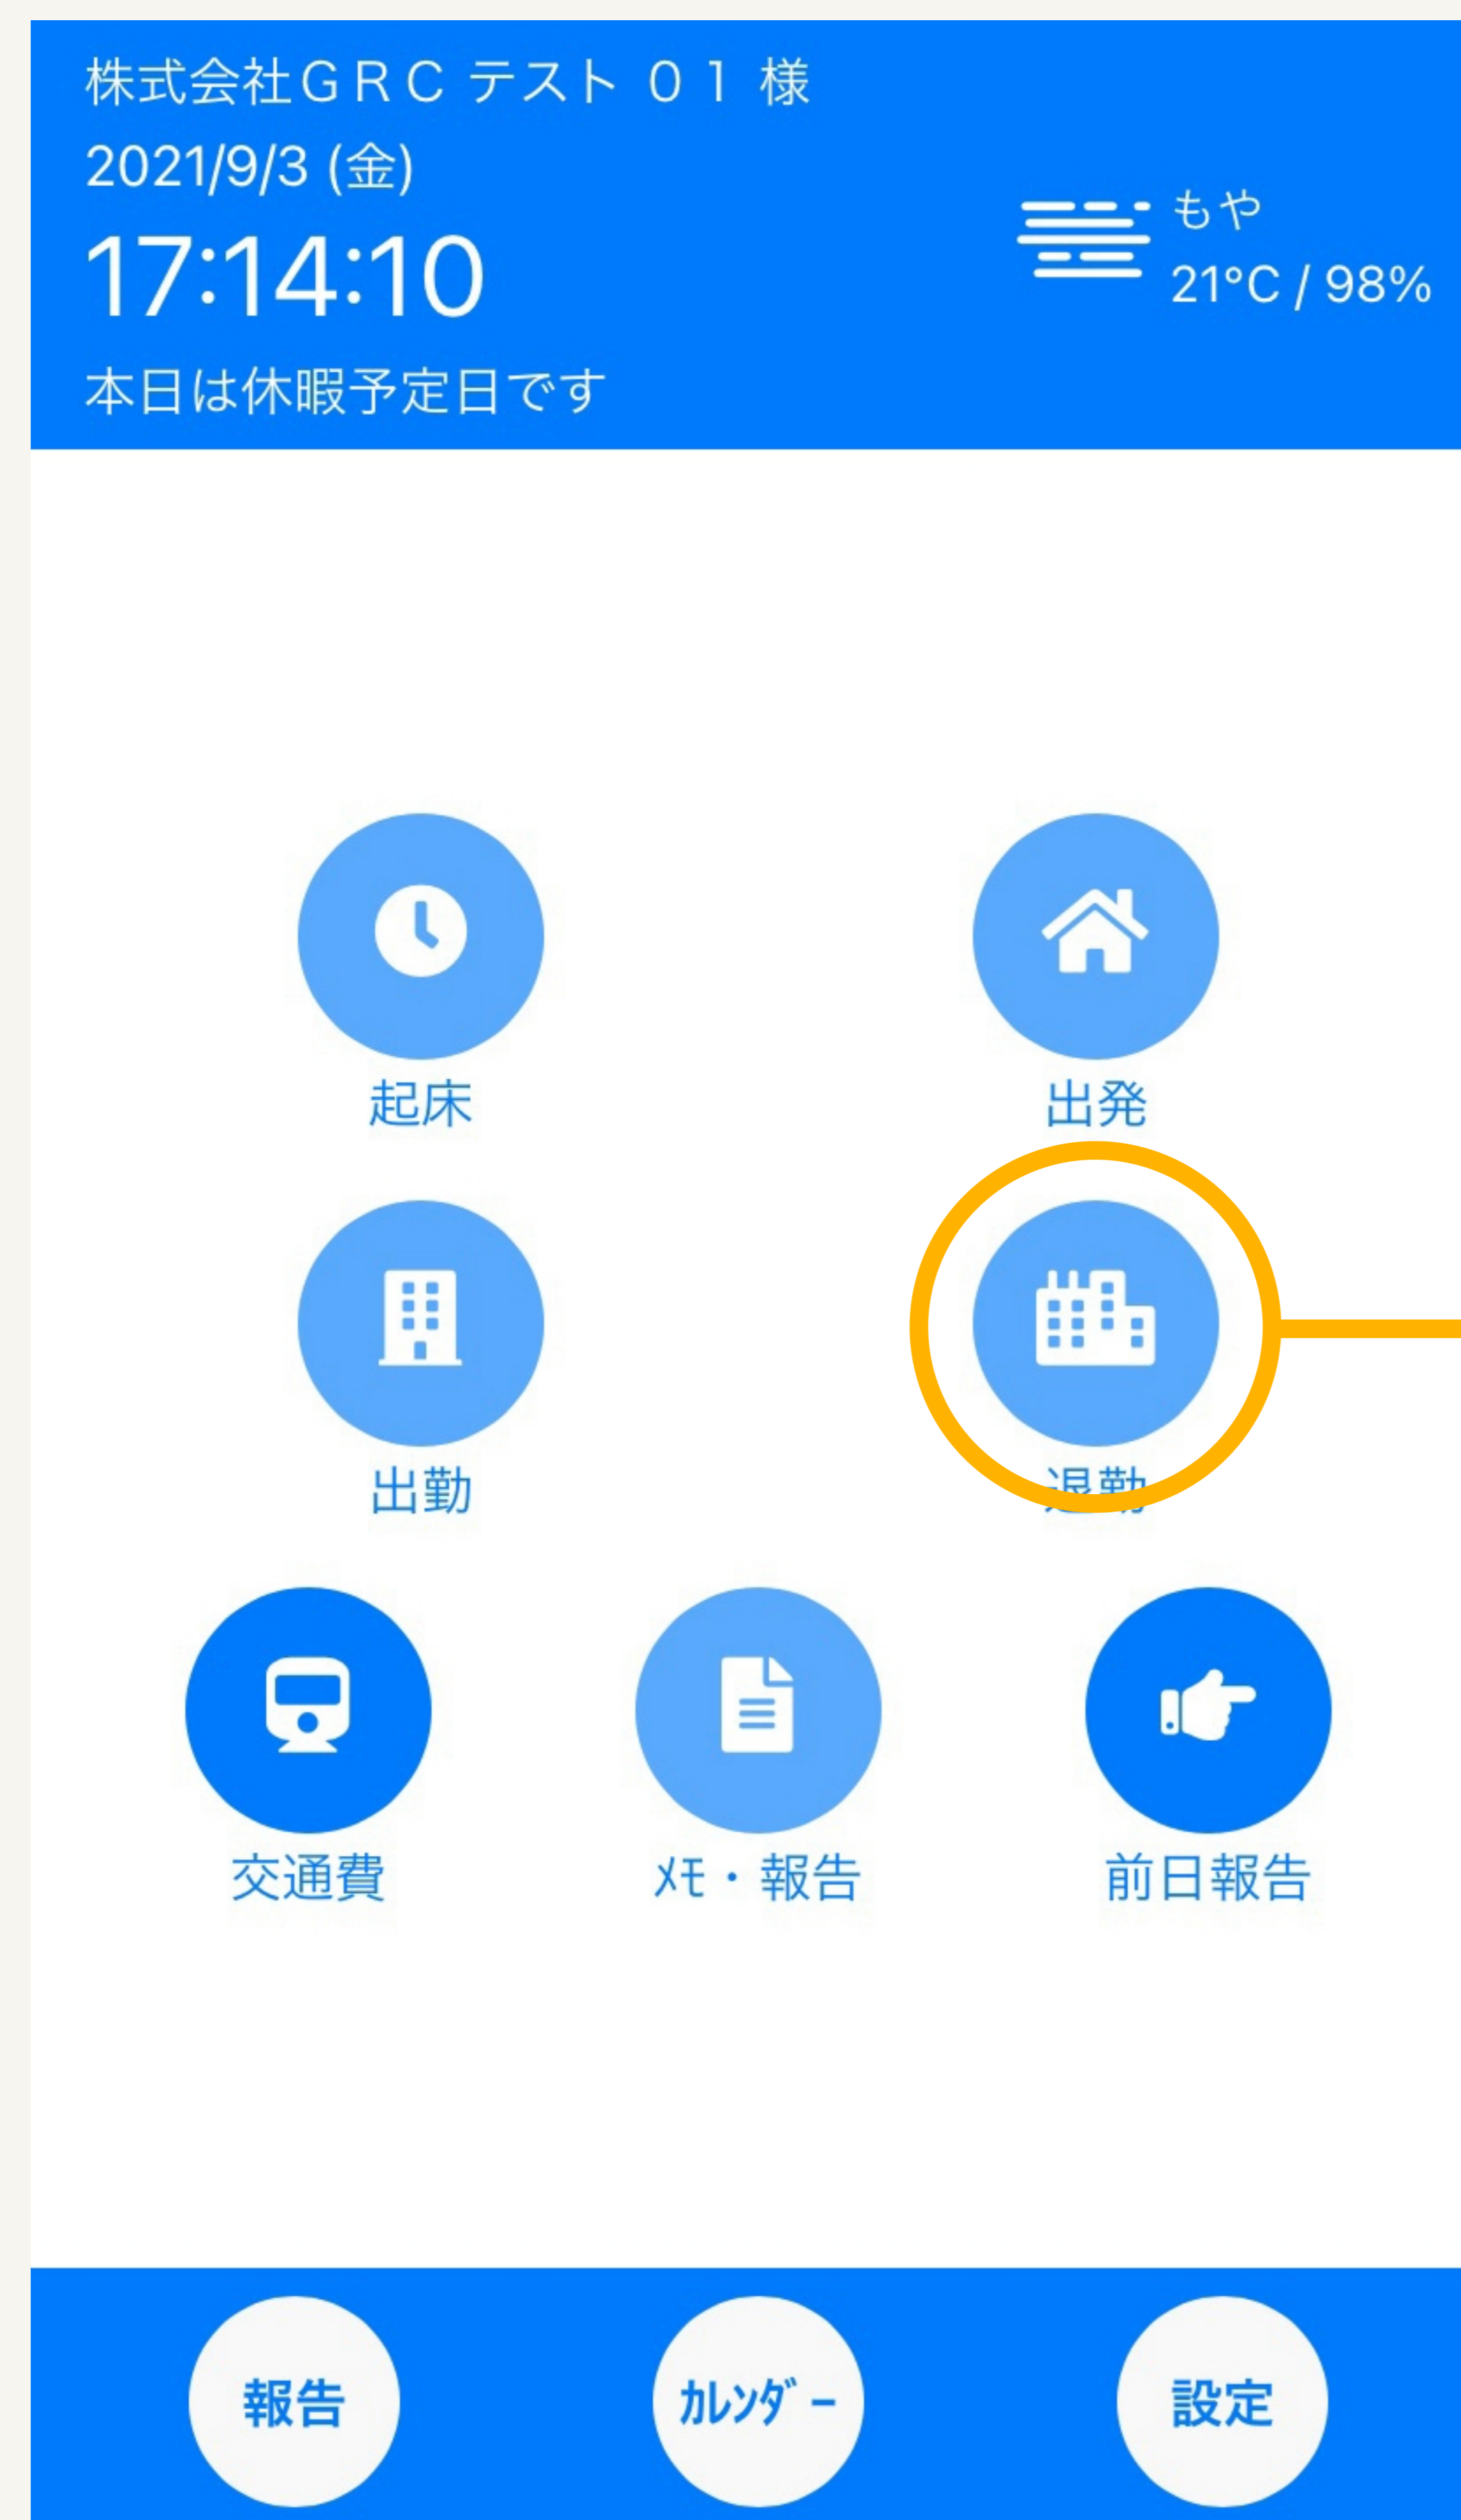 株式会社ＧＲＣ テスト ０１ 様
2021/9/3 (金)
17:14:10
もや
21°C / 98%
本日は休暇予定日です
起床
出発
出勤
退勤
交通費
ﾒﾓ・報告
前日報告
報告
ｶﾚﾝﾀﾞｰ
設定